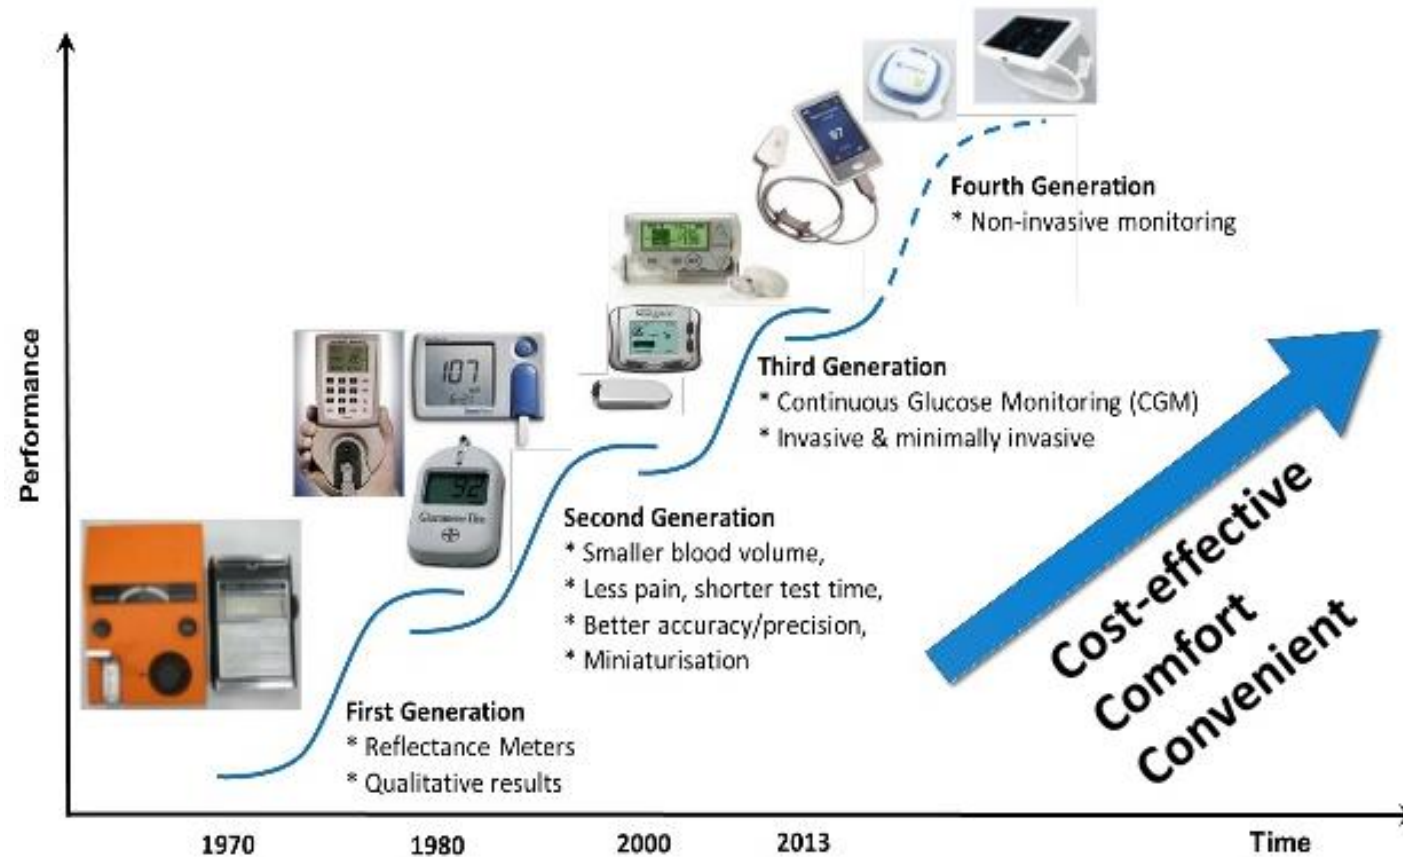 Performance
97
107
92
Glucometer Elite
Fourth Generation
* Non-invasive monitoring
Third Generation
* Continuous Glucose Monitoring (CGM)
* Invasive & minimally invasive
Second Generation
* Smaller blood volume,
* Less pain, shorter test time,
* Better accuracy/precision,
* Miniaturisation
First Generation
* Reflectance Meters
* Qualitative results
Cost-effective
Comfort
Convenient
1970
1980
2000
2013
Time